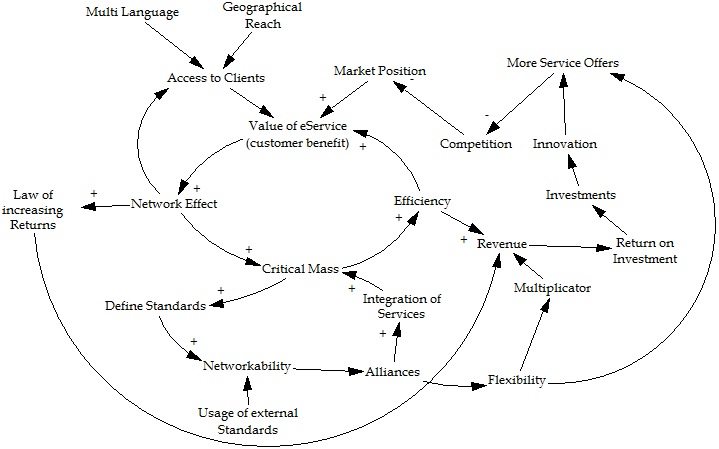 Multi Language
Geographical
Reach
Access to Clients
Market Position
-
More Service Offers
+
-
Value of eService
(customer benefit)
+
Competition
Innovation
+
Law of
increasing
Returns
+
Network Effect
Efficiency
Investments
+
+
Revenue
Return on
Investment
+
Critical Mass
+
+
Define Standards
Integration of
Services
Multiplicator
+
+
Networkability
Alliances
Flexibility
Usage of external
Standards